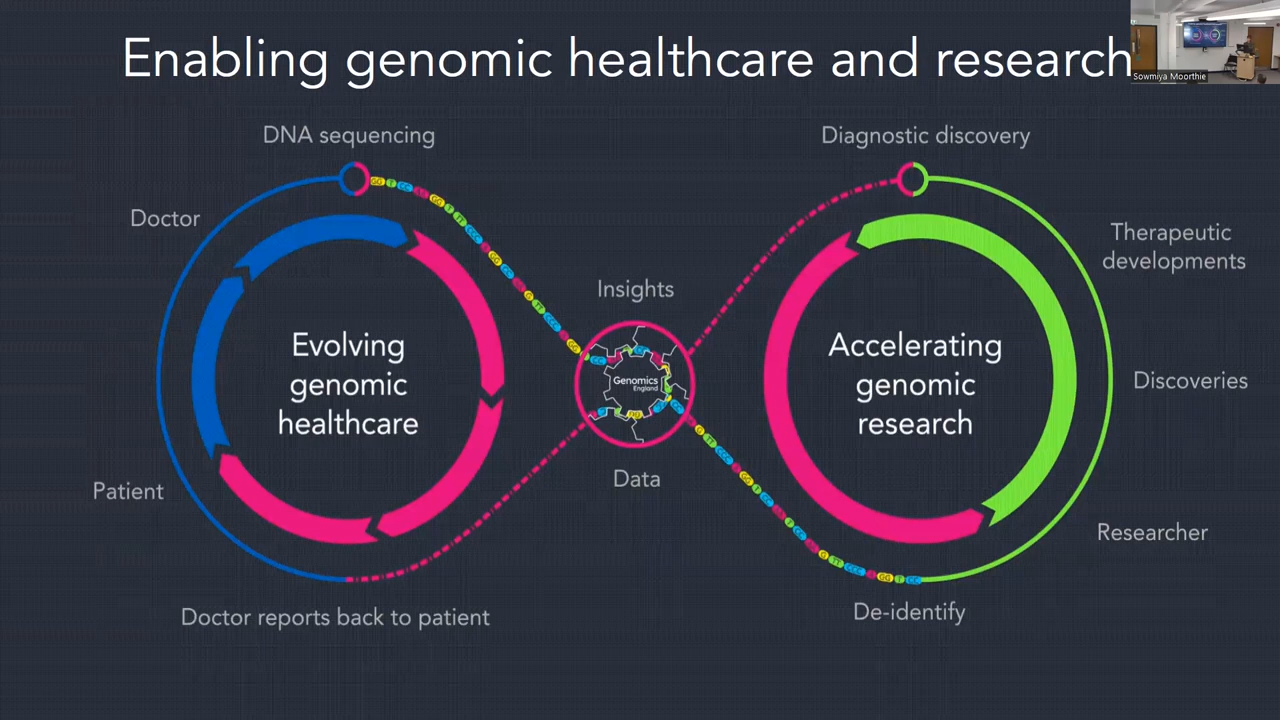 Enabling genomic healthcare and research
Sowmiya Moorthie
DNA sequencing
Diagnostic discovery
Doctor
Therapeutic
developments
Insights
Evolving
genomic
healthcare
Genomics
England
Accelerating
genomic
research
Discoveries
Data
Patient
Researcher
De-identify
Doctor reports back to patient